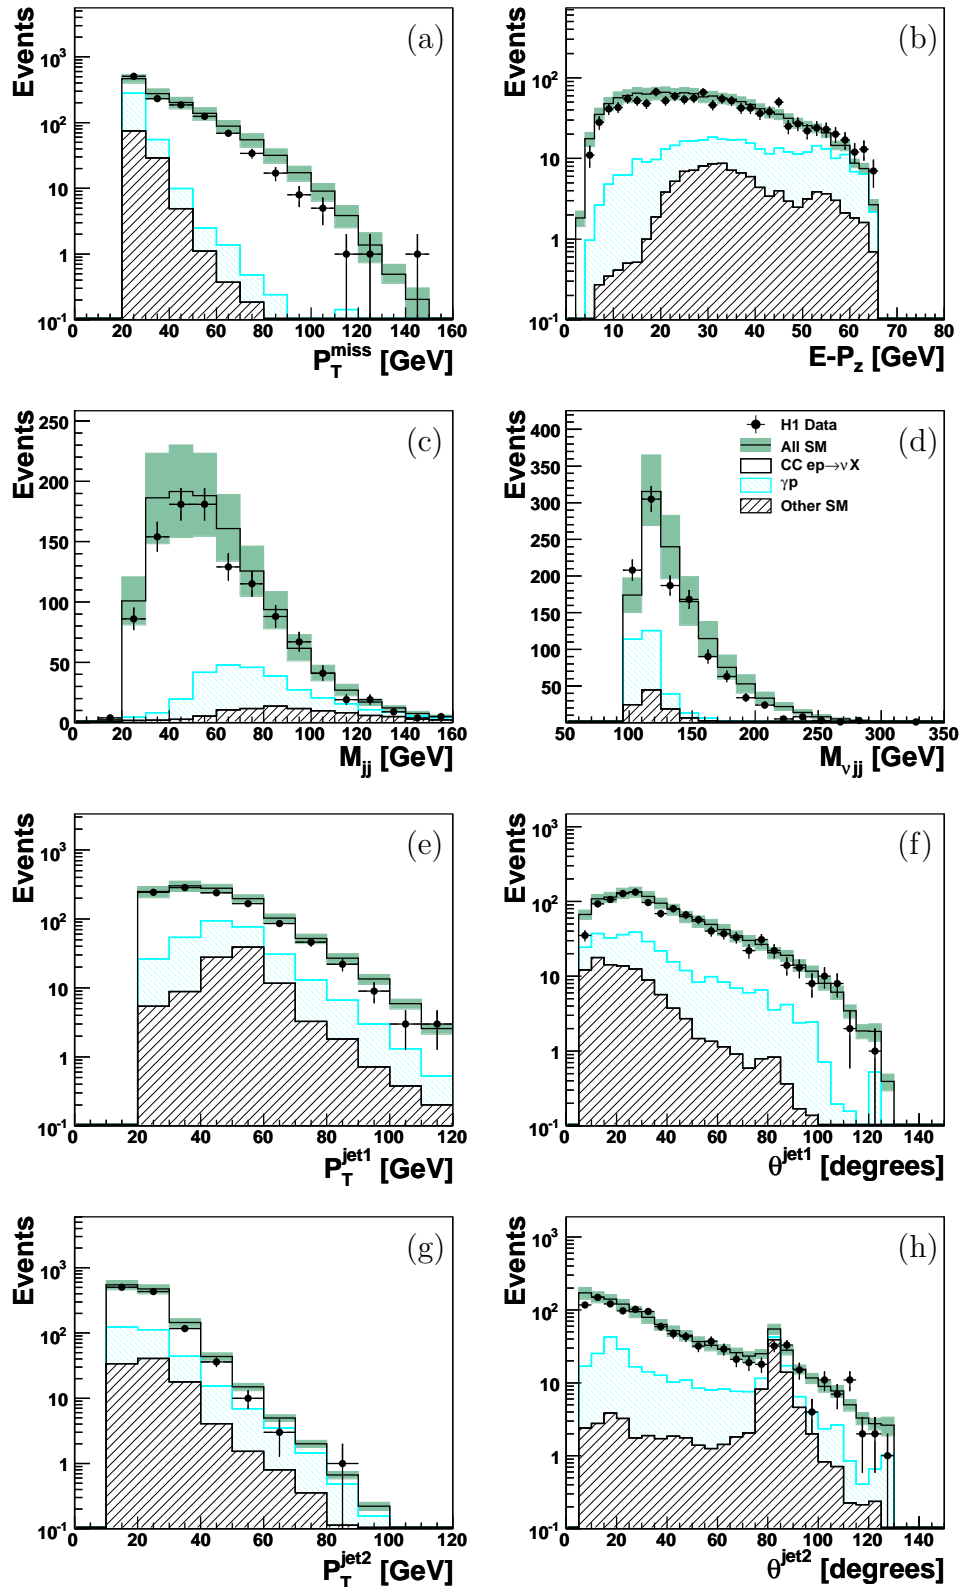 (a)
Events
10³
10²
10
1
10⁻¹
0 20 40 60 80 100 120 140 160
P_T^miss [GeV]
(b)
Events
10²
10
1
10⁻¹
0 10 20 30 40 50 60 70 80
E-P_z [GeV]
(c)
Events
250
200
150
100
50
0
0 20 40 60 80 100 120 140 160
M_jj [GeV]
(d)
Events
400
350
300
250
200
150
100
50
50 100 150 200 250 300 350
M_νjj [GeV]
H1 Data
All SM
CC ep→νX
γp
Other SM
(e)
Events
10³
10²
10
1
10⁻¹
0 20 40 60 80 100 120
P_T^jet1 [GeV]
(f)
Events
10³
10²
10
1
10⁻¹
0 20 40 60 80 100 120 140
θ^jet1 [degrees]
(g)
Events
10³
10²
10
1
10⁻¹
0 20 40 60 80 100 120
P_T^jet2 [GeV]
(h)
Events
10³
10²
10
1
10⁻¹
0 20 40 60 80 100 120 140
θ^jet2 [degrees]